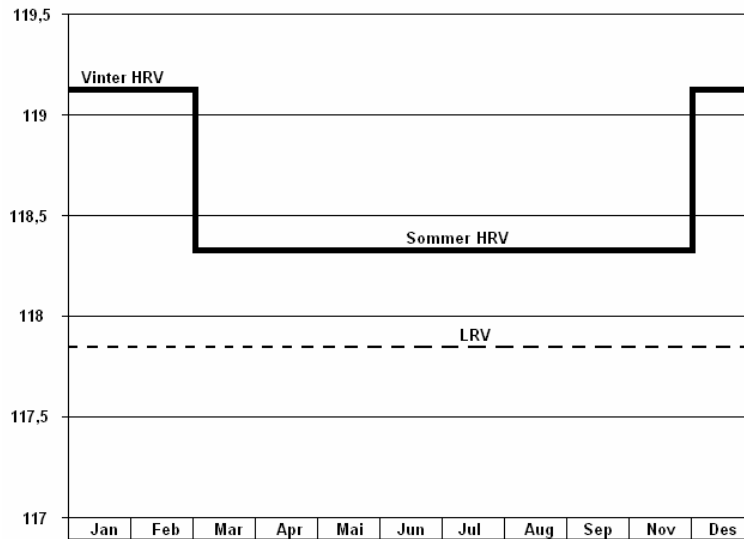 119,5
Vinter HRV
119
118,5
Sommer HRV
118
LRV
117,5
117
Jan Feb Mar Apr Mai Jun Jul Aug Sep Nov Des